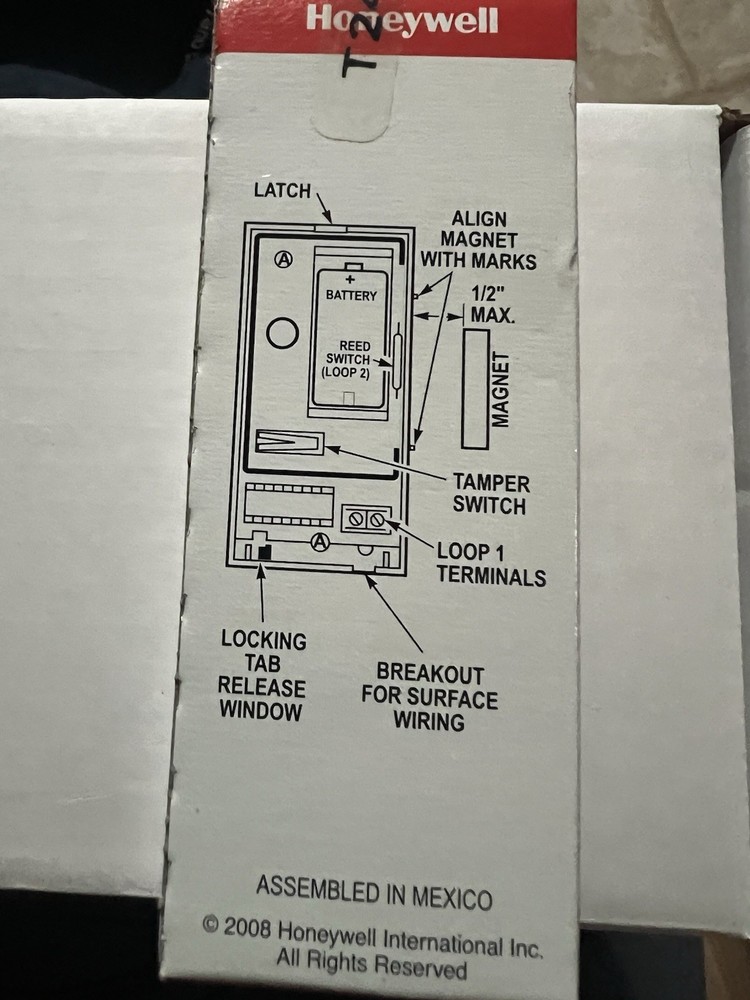 Honeywell
T 2
LATCH
ALIGN
MAGNET
WITH MARKS
1/2"
MAX.
A
+
BATTERY
REED
SWITCH
(LOOP 2)
MAGNET
TAMPER
SWITCH
A
LOOP 1
TERMINALS
LOCKING
TAB
RELEASE
WINDOW
BREAKOUT
FOR SURFACE
WIRING
ASSEMBLED IN MEXICO
© 2008 Honeywell International Inc.
All Rights Reserved